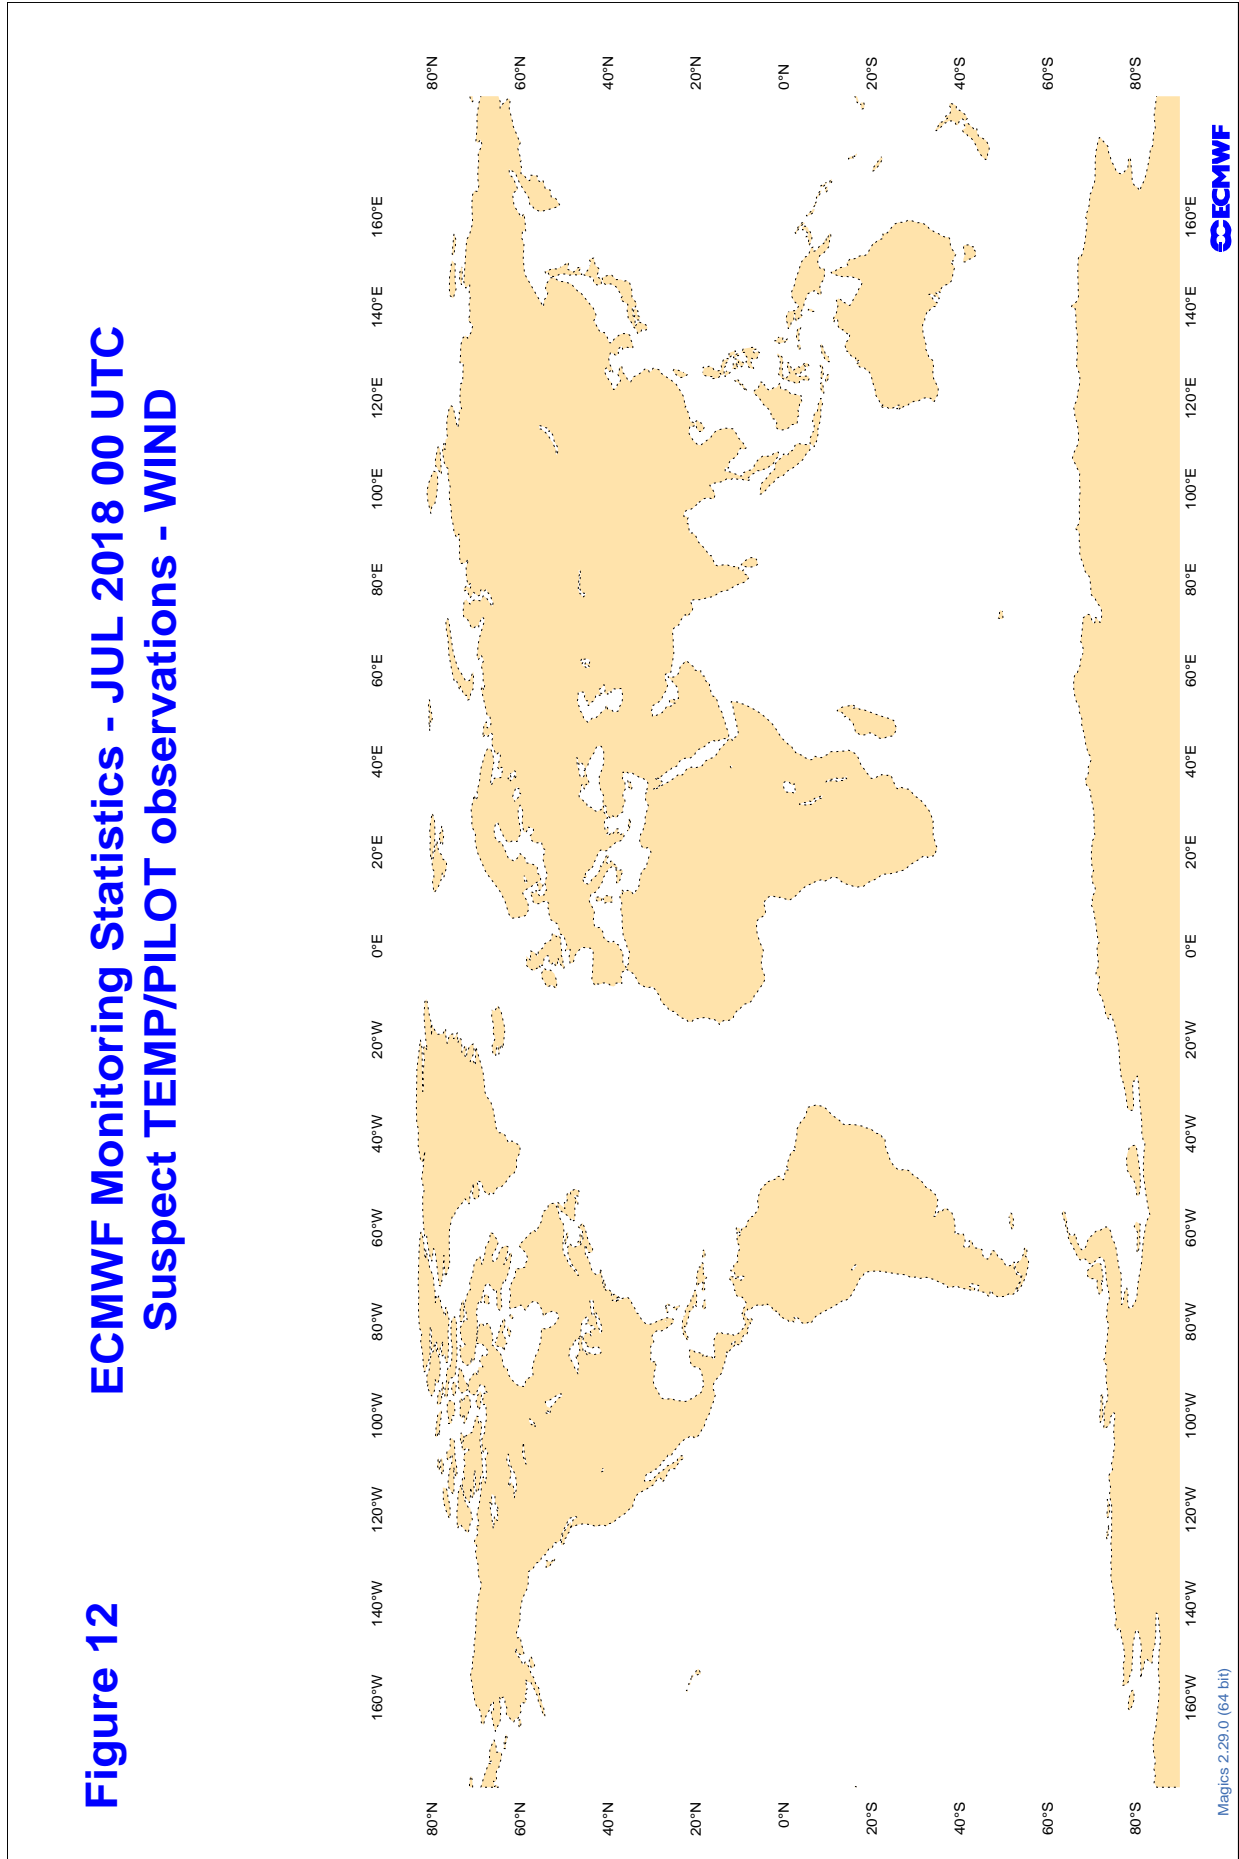 Figure 12
ECMWF Monitoring Statistics - JUL 2018 00 UTC
Suspect TEMP/PILOT observations - WIND
160°W 140°W 120°W 100°W 80°W 60°W 40°W 20°W 0°E 20°E 40°E 60°E 80°E 100°E 120°E 140°E 160°E
80°N 80°N
60°N 60°N
40°N 40°N
20°N 20°N
0°N 0°N
20°S 20°S
40°S 40°S
60°S 60°S
80°S 80°S
160°W 140°W 120°W 100°W 80°W 60°W 40°W 20°W 0°E 20°E 40°E 60°E 80°E 100°E 120°E 140°E 160°E
Magics 2.29.0 (64 bit) ECMWF